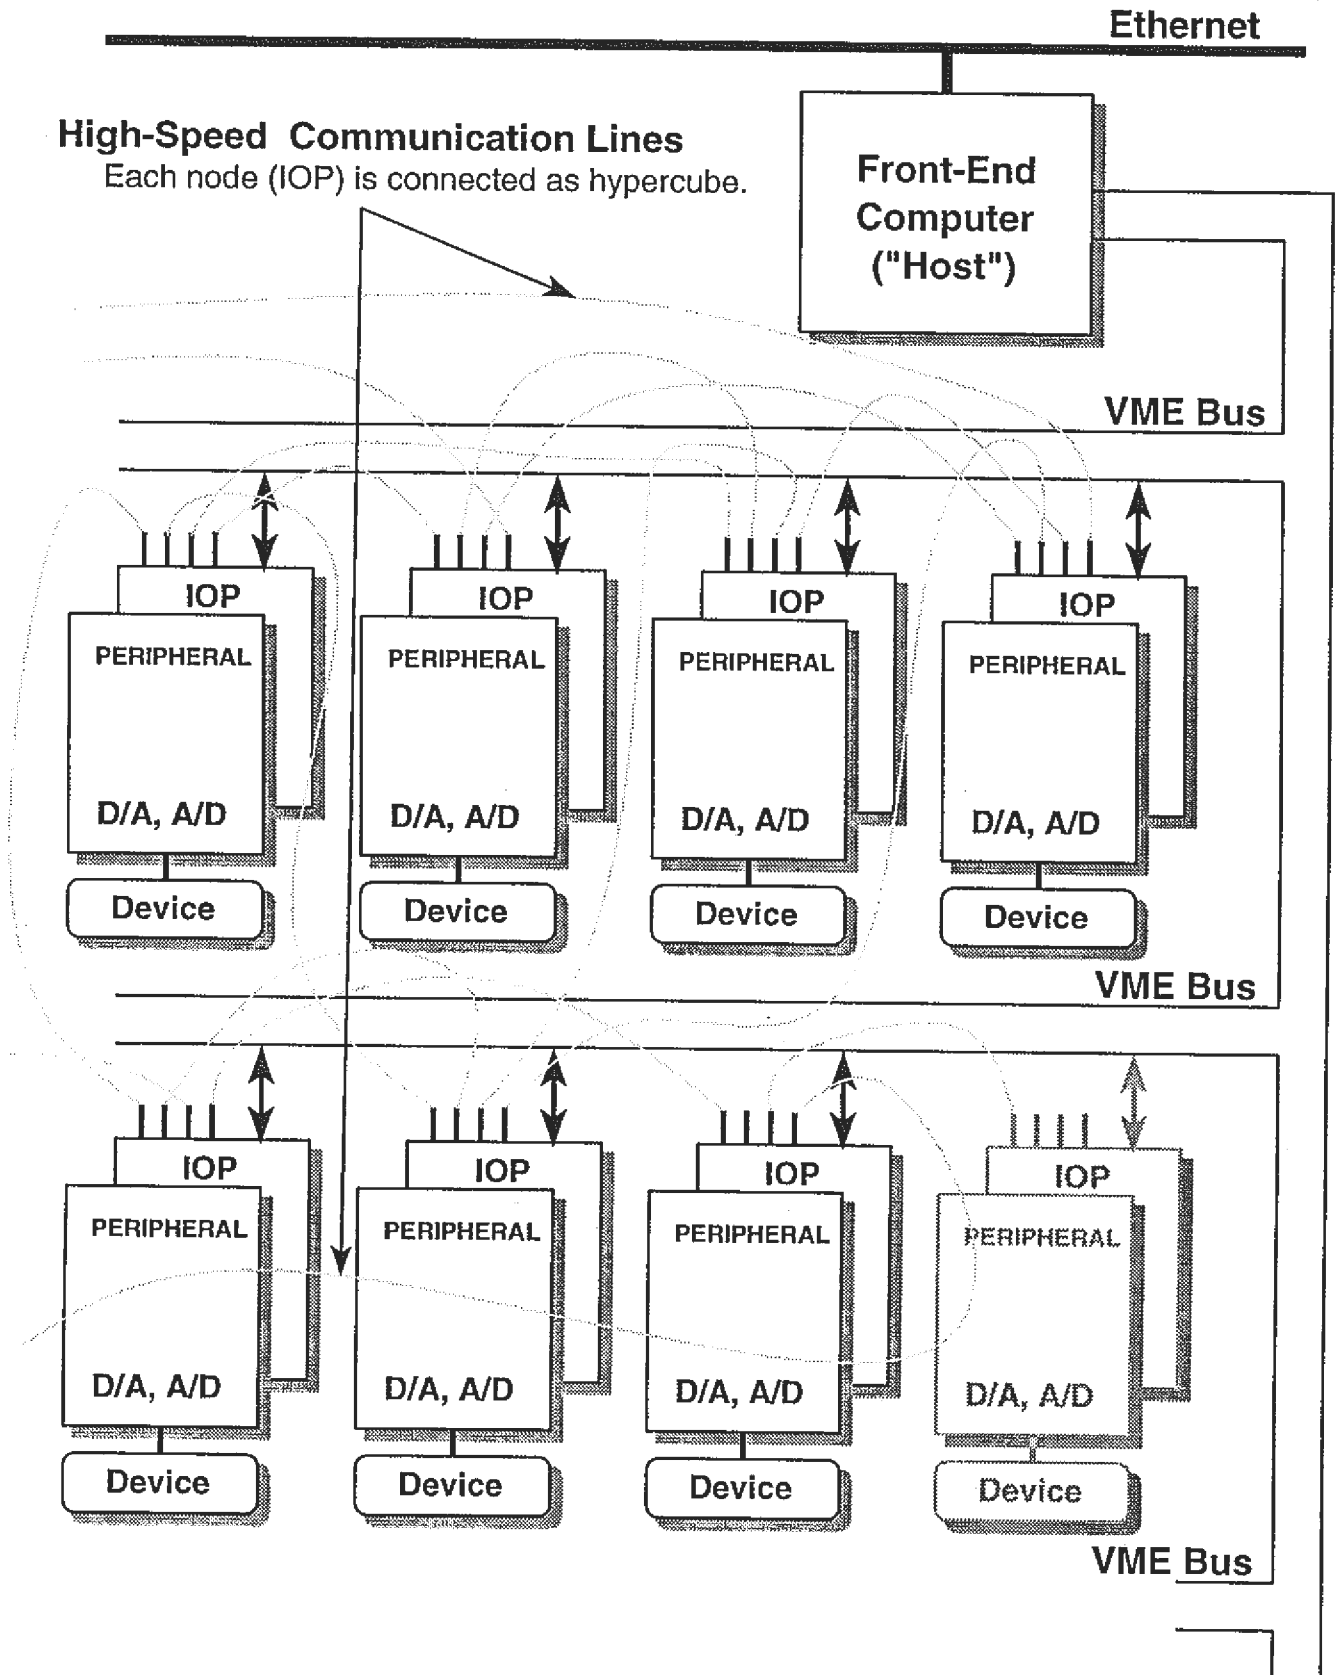 Ethernet
High-Speed Communication Lines
Each node (IOP) is connected as hypercube.
Front-End
Computer
("Host")
VME Bus
IOP
IOP
IOP
IOP
PERIPHERAL
PERIPHERAL
PERIPHERAL
PERIPHERAL
D/A, A/D
D/A, A/D
D/A, A/D
D/A, A/D
Device
Device
Device
Device
VME Bus
IOP
IOP
IOP
IOP
PERIPHERAL
PERIPHERAL
PERIPHERAL
PERIPHERAL
D/A, A/D
D/A, A/D
D/A, A/D
D/A, A/D
Device
Device
Device
Device
VME Bus